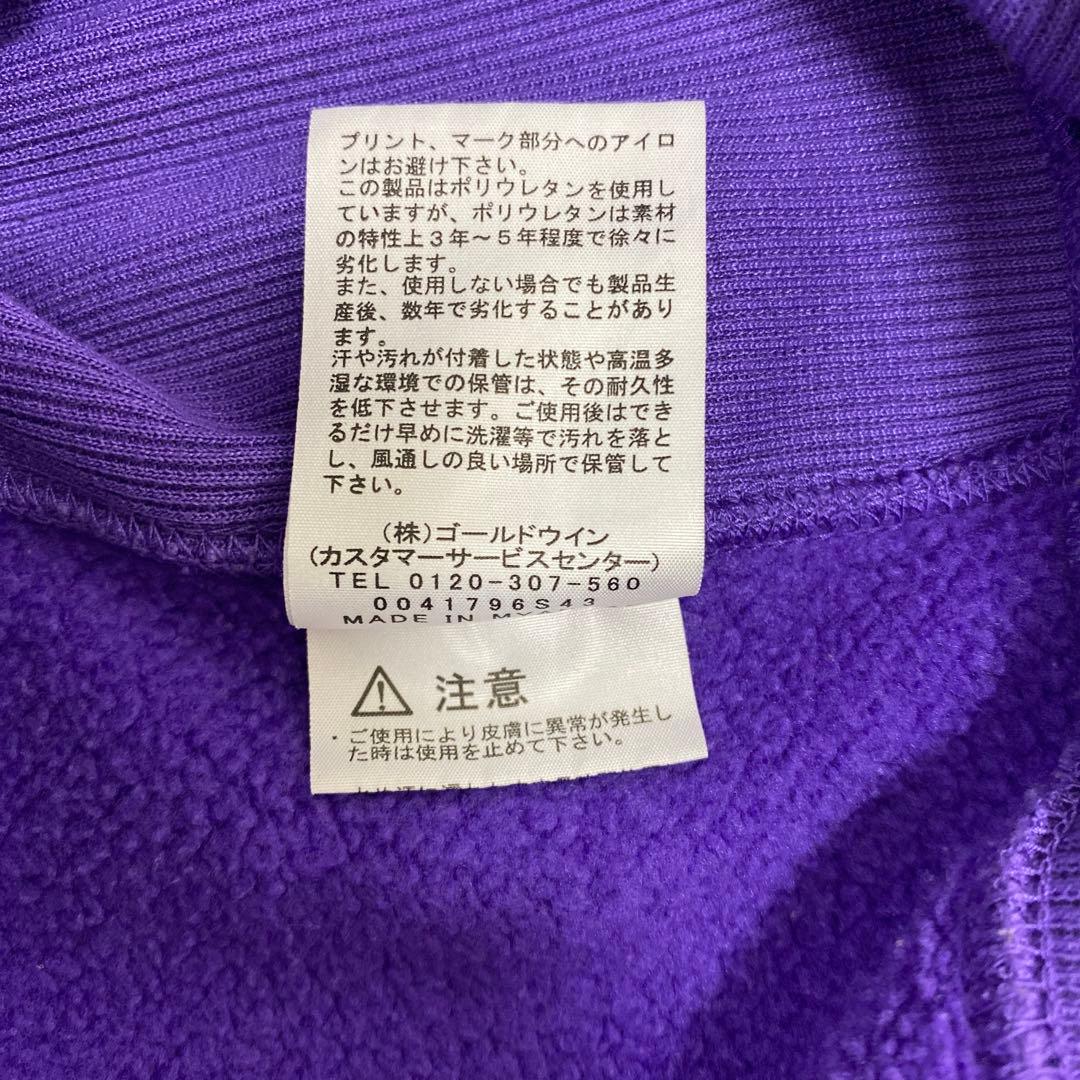 プリント、マーク部分へのアイロ
ンはお避け下さい。
この製品はポリウレタンを使用し
ていますが、ポリウレタンは素材
の特性上３年～５年程度で徐々に
劣化します。
また、使用しない場合でも製品生
産後、数年で劣化することがあり
ます。
汗や汚れが付着した状態や高温多
湿な環境での保管は、その耐久性
を低下させます。ご使用後はでき
るだけ早めに洗濯等で汚れを落と
し、風通しの良い場所で保管して
下さい。
（株）ゴールドウイン
（カスタマーサービスセンター）
TEL 0120-307-560
0041796S43
MADE IN
注意
・ご使用により皮膚に異常が発生し
た時は使用を止めて下さい。